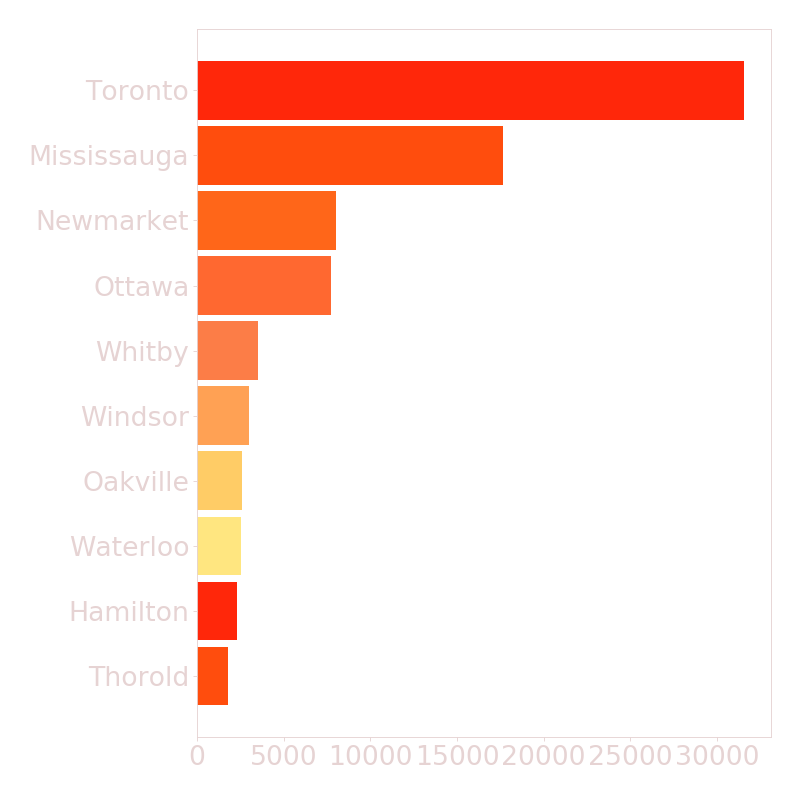 Toronto
Mississauga
Newmarket
Ottawa
Whitby
Windsor
Oakville
Waterloo
Hamilton
Thorold
0 5000 10000 15000 20000 25000 30000